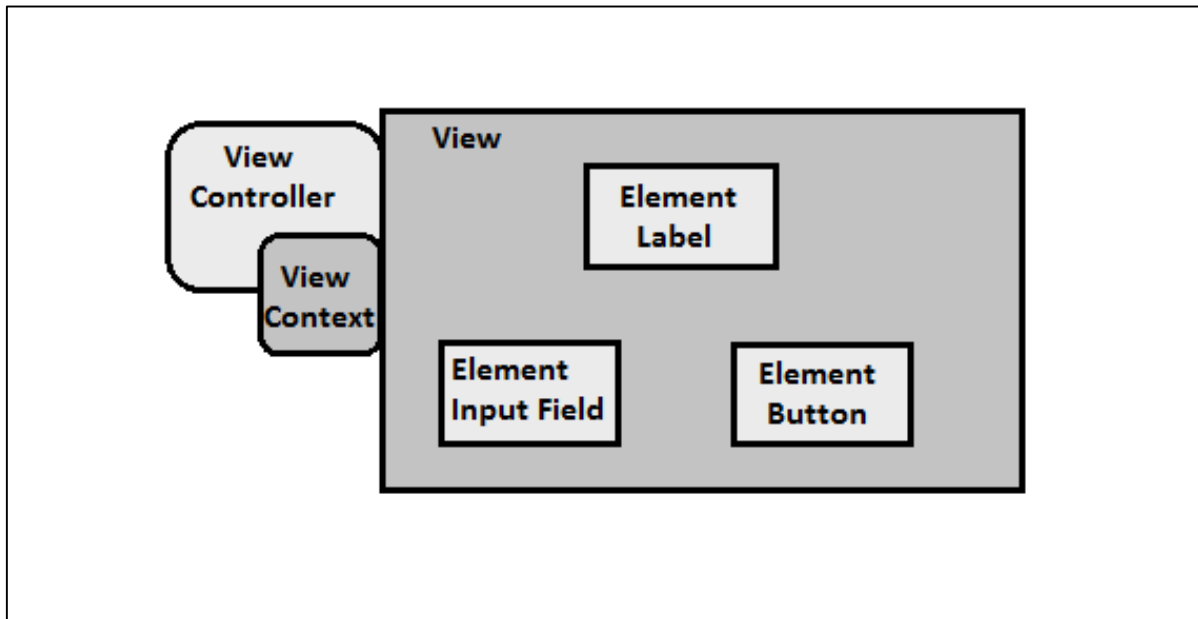 View
Controller
View
Context
View
Element
Label
Element
Input Field
Element
Button